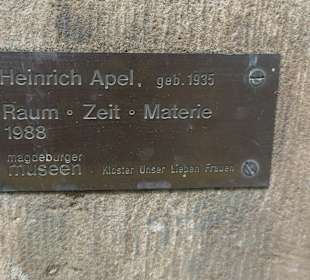 Heinrich Apel, geb. 1935
Raum · Zeit · Materie
1988
magdeburger
museen · Kloster Unser Lieben Frauen